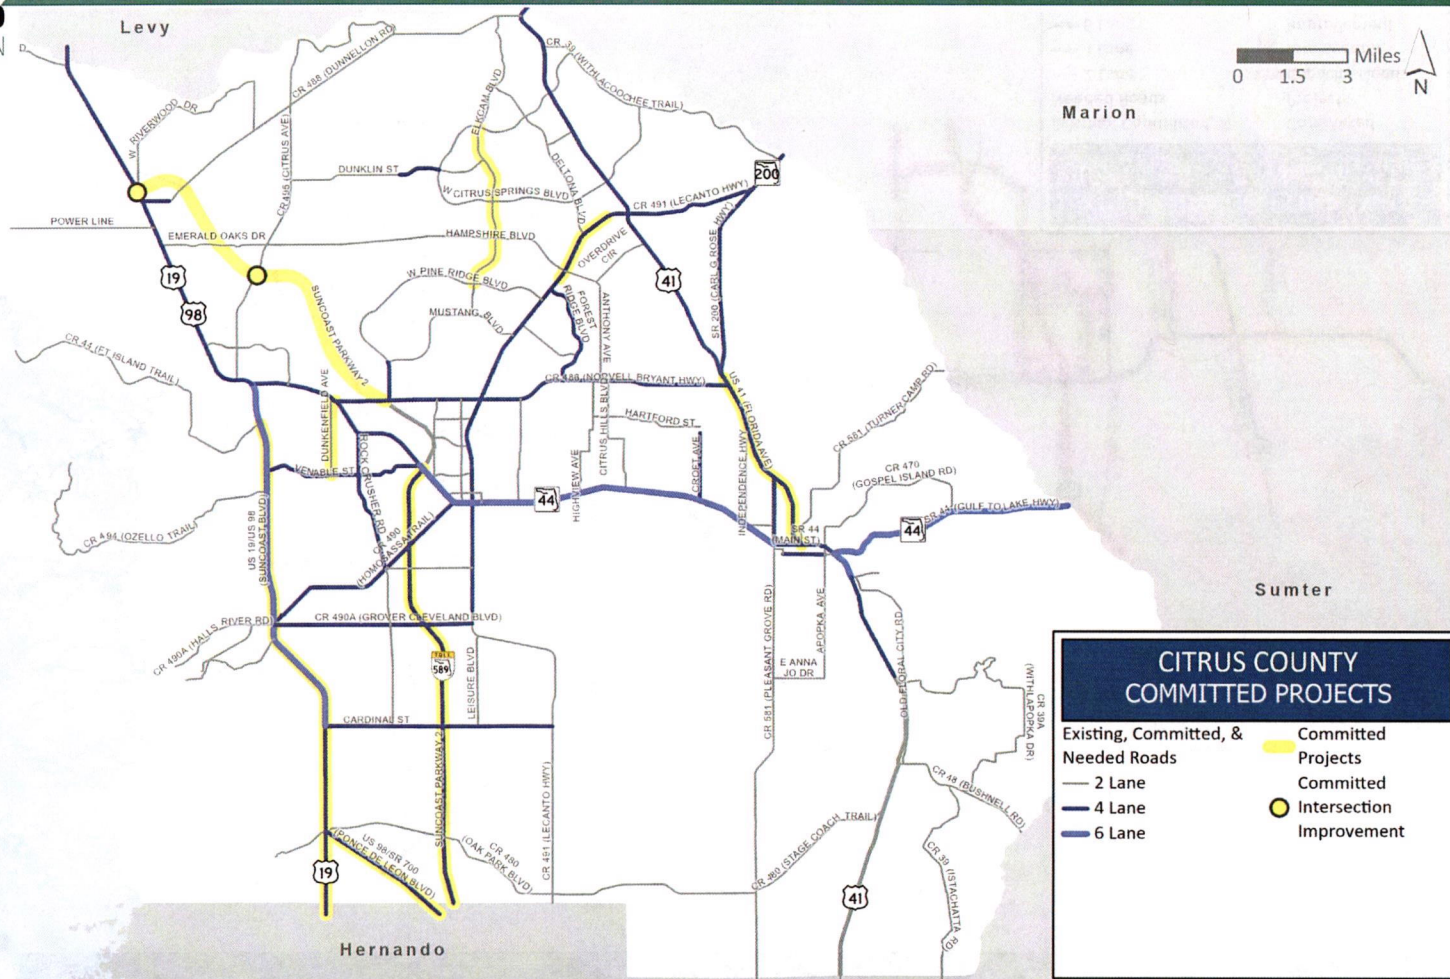 Levy
Miles
0 1.5 3
N
Marion
D
CR 39 (WITHLACOOCHEE TRAIL)
CR 488 (DUNNELLON RD)
W RIVERWOOD DR
ELKCAM BLVD
CR 495 (CITRUS AVE)
DUNKLIN ST
DELTONA BLVD
200
W CITRUS SPRINGS BLVD
CR 491 (LECANTO HWY)
POWER LINE
EMERALD OAKS DR
HAMPSHIRE BLVD
OVERDRIVE
CIR
SR 200 (CARL G ROSE HWY)
19
98
W PINE RIDGE BLVD
41
SUNCOAST PARKWAY 2
MUSTANG BLVD
FOREST
RIDGE BLVD
ANTHONY AVE
CR 44 (FT ISLAND TRAIL)
CR 486 (NORVELL BRYANT HWY)
US 41 (FLORIDA AVE)
CR 581 (TURNER CAMP RD)
DUNKENFIELD AVE
HARTFORD ST
CITRUS HILLS BLVD
ROCK CRUSHER RD
VENABLE ST
HIGHVIEW AVE
CROFT AVE
INDEPENDENCE HWY
CR 470
(GOSPEL ISLAND RD)
44
SR 44 (GULF TO LAKE HWY)
44
SR 44
(MAIN ST)
CR 494 (OZELLO TRAIL)
US 19/US 98
(SUNCOAST BLVD)
CR 490
(HOMOSASSA TRAIL)
CR 490A (GROVER CLEVELAND BLVD)
CR 490A (HALLS RIVER RD)
TOLL
589
LEISURE BLVD
CR 581 (PLEASANT GROVE RD)
APOPKA AVE
E ANNA
JO DR
OLD FLORAL CITY RD
Sumter
CARDINAL ST
SUNCOAST PARKWAY 2
CR 491 (LECANTO HWY)
CR 39A
(WITHLAPOPKA DR)
CR 48 (BUSHNELL RD)
US 98/SR 700
(PONCE DE LEON BLVD)
CR 480
(OAK PARK BLVD)
CR 480 (STAGE COACH TRAIL)
CR 39 (ISTACHATTA RD)
19
41
Hernando
CITRUS COUNTY
COMMITTED PROJECTS
Existing, Committed, &
Needed Roads
2 Lane
4 Lane
6 Lane
Committed
Projects
Committed
Intersection
Improvement